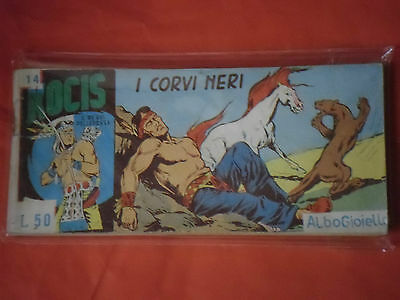 14
OCIS
I CORVI NERI
L. 50
AlboGioiello